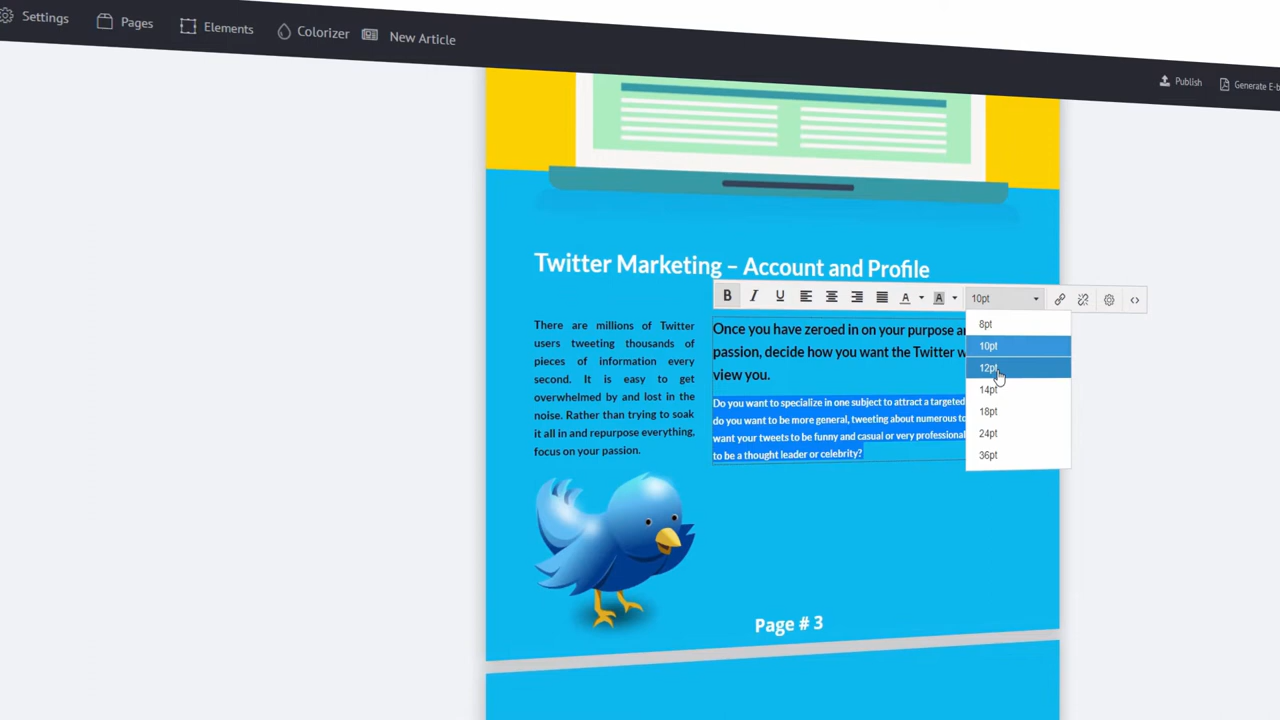 Settings
Pages
Elements
Colorizer
New Article
Publish
Generate
Twitter Marketing – Account and Profile
B I U A A 10pt
8pt
10pt
12pt
14pt
18pt
24pt
36pt
There are millions of Twitter
users tweeting thousands of
pieces of information every
second. It is easy to get
overwhelmed by and lost in the
noise. Rather than trying to soak
it all in and repurpose everything,
focus on your passion.
Once you have zeroed in on your purpose
passion, decide how you want the Twitter
view you.
Do you want to specialize in one subject to attract a targeted
do you want to be more general, tweeting about numerous
want your tweets to be funny and casual or very professional
to be a thought leader or celebrity?
Page # 3